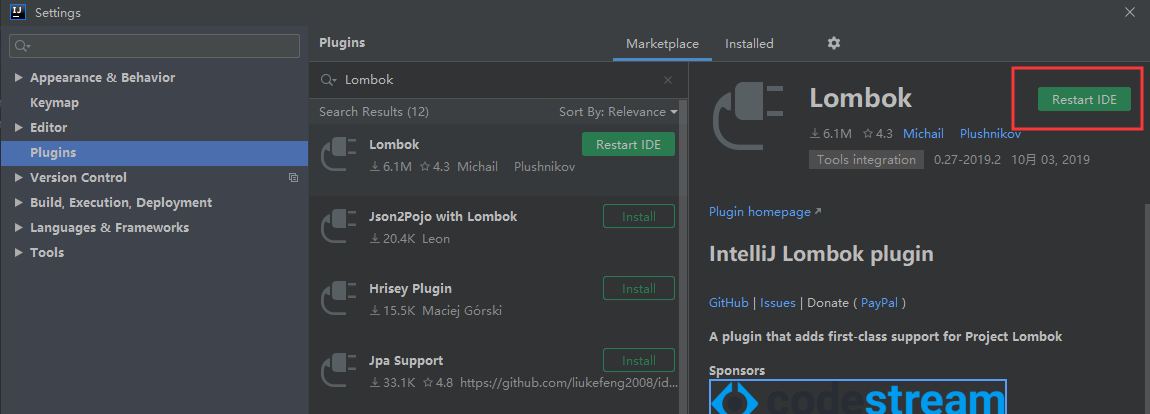 Settings
Appearance & Behavior
Keymap
Editor
Plugins
Version Control
Build, Execution, Deployment
Languages & Frameworks
Tools
Plugins
Marketplace
Installed
Lombok
Search Results (12)
Sort By: Relevance
Lombok
Restart IDE
6.1M 4.3 Michail Plushnikov
Json2Pojo with Lombok
Install
20.4K Leon
Hrisey Plugin
Install
15.5K Maciej Górski
Jpa Support
Install
33.1K 4.8 https://github.com/liukefeng2008/id...
Lombok
Restart IDE
6.1M 4.3 Michail Plushnikov
Tools integration 0.27-2019.2 10月 03, 2019
Plugin homepage
IntelliJ Lombok plugin
GitHub | Issues | Donate ( PayPal )
A plugin that adds first-class support for Project Lombok
Sponsors
codestream